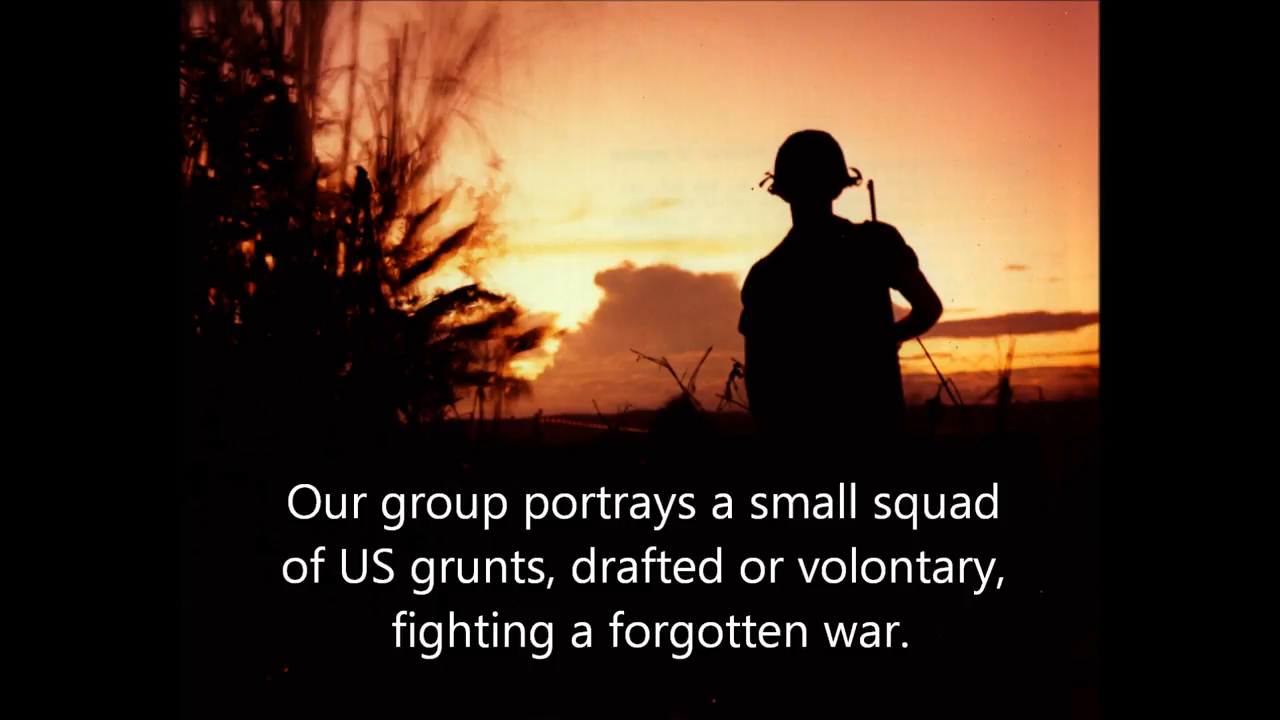 Our group portrays a small squad
of US grunts, drafted or volontary,
fighting a forgotten war.